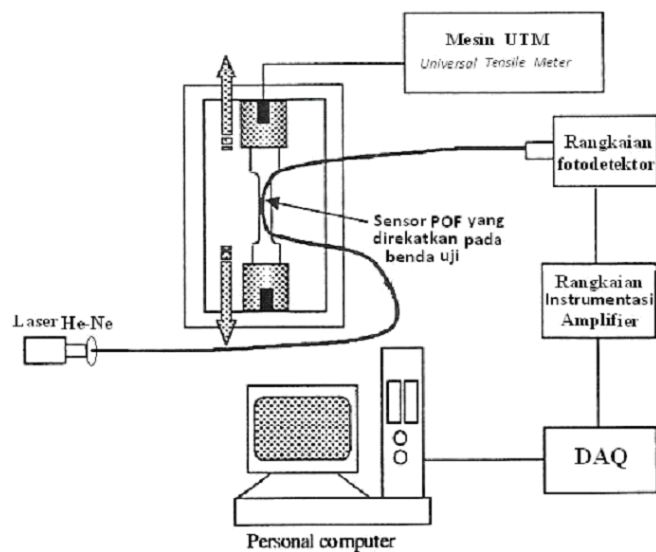 Mesin UTM
Universal Tensile Meter
Rangkaian
fotodetektor
Sensor POF yang
direkatkan pada
benda uji
Rangkaian
Instrumentasi
Amplifier
Laser He-Ne
DAQ
Personal computer